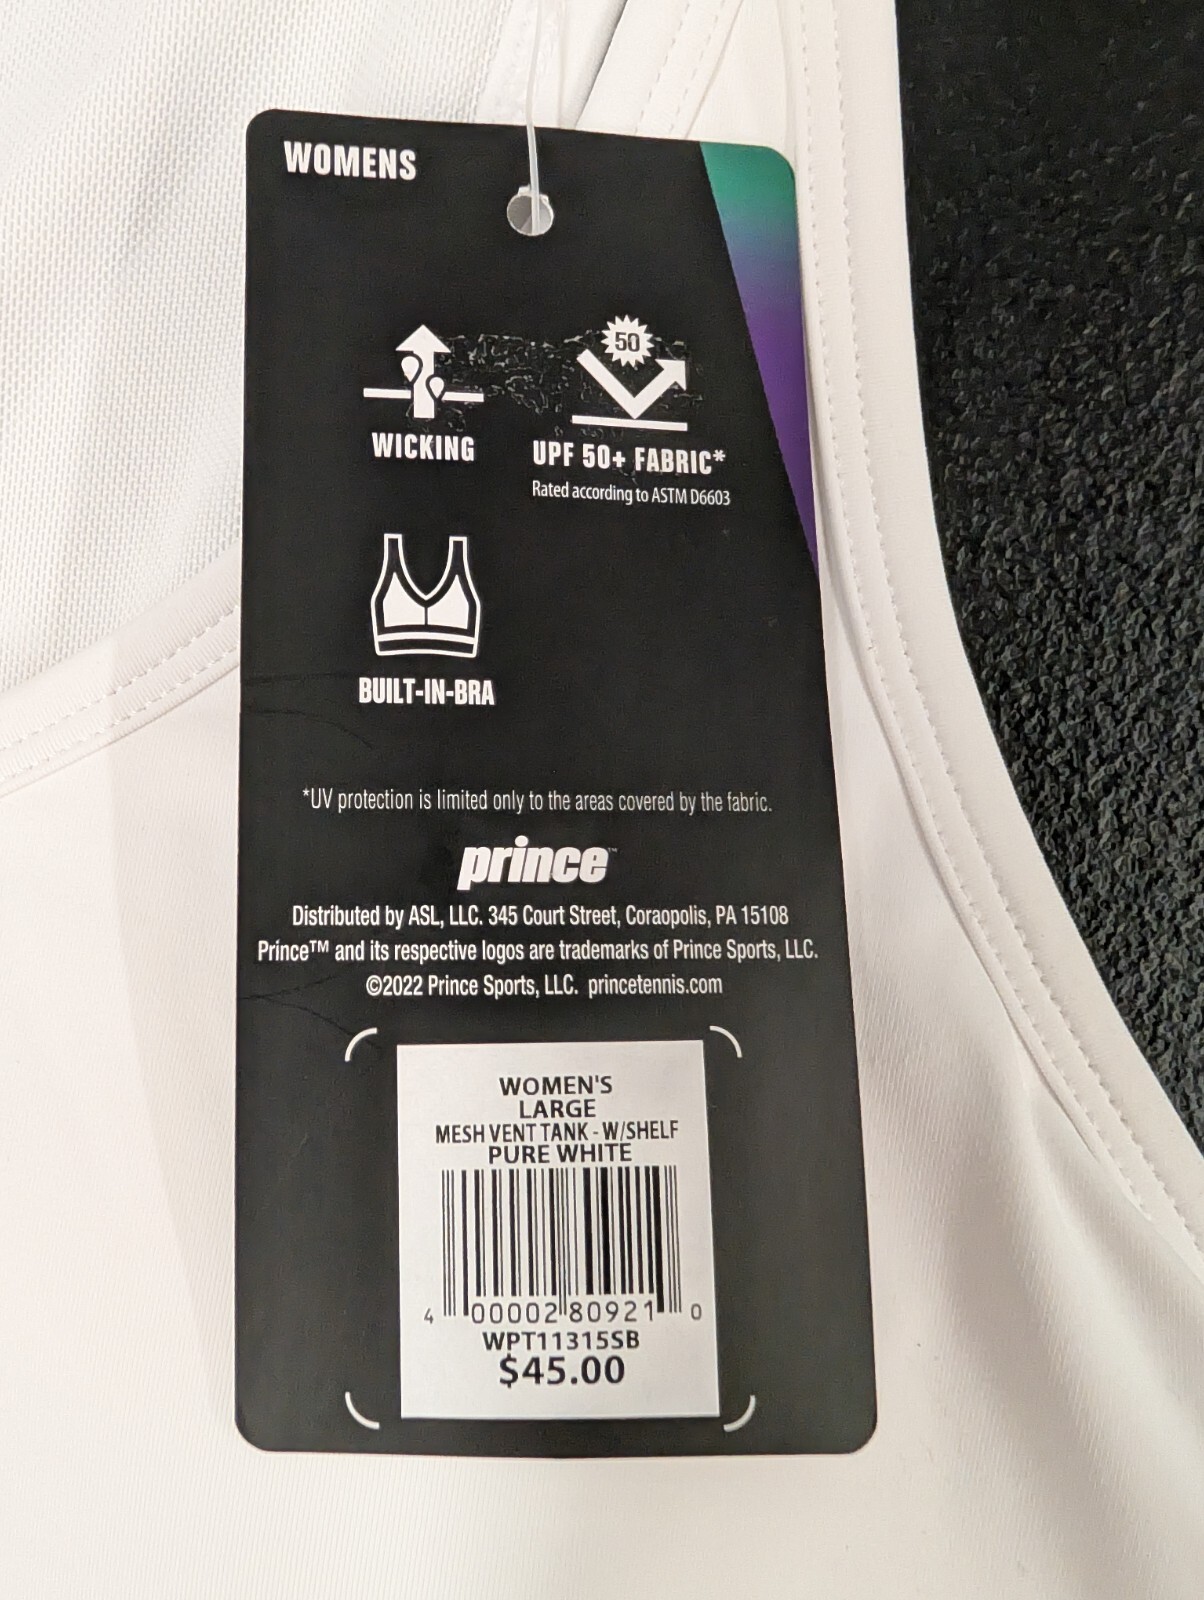 WOMENS
50
WICKING
UPF 50+ FABRIC*
Rated according to ASTM D6603
BUILT-IN-BRA
*UV protection is limited only to the areas covered by the fabric.
prince™
Distributed by ASL, LLC. 345 Court Street, Coraopolis, PA 15108
Prince™ and its respective logos are trademarks of Prince Sports, LLC.
©2022 Prince Sports, LLC. princetennis.com
WOMEN'S
LARGE
MESH VENT TANK - W/SHELF
PURE WHITE
4 00002 80921 0
WPT11315SB
$45.00